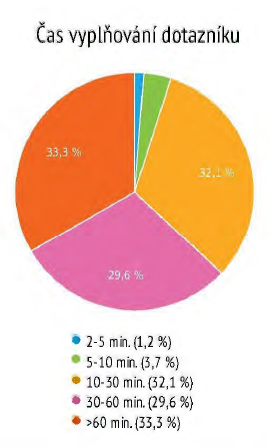 Čas vyplňování dotazníku
33,3 %
32,1 %
29,6 %
2-5 min. (1,2 %)
5-10 min. (3,7 %)
10-30 min. (32,1 %)
30-60 min. (29,6 %)
>60 min. (33,3 %)